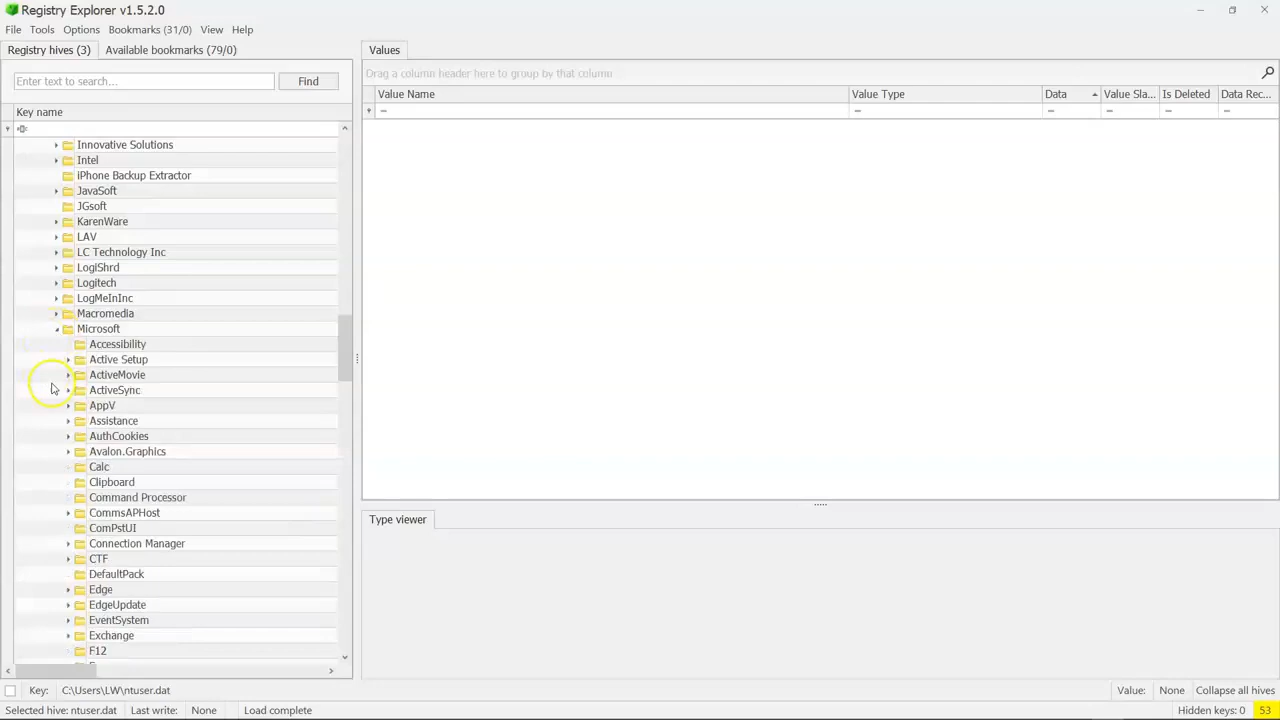 Registry Explorer v1.5.2.0
File Tools Options Bookmarks (31/0) View Help
Registry hives (3) Available bookmarks (79/0)
Values
Enter text to search... Find
Drag a column header here to group by that column
Key name
Value Name Value Type Data Value Sla... Is Deleted Data Rec...
Innovative Solutions
Intel
iPhone Backup Extractor
JavaSoft
JGsoft
KarenWare
LAV
LC Technology Inc
LogiShrd
Logitech
LogMeInInc
Macromedia
Microsoft
Accessibility
Active Setup
ActiveMovie
ActiveSync
AppV
Assistance
AuthCookies
Avalon.Graphics
Calc
Clipboard
Command Processor
CommsAPHost
ComPstUI
Connection Manager
CTF
DefaultPack
Edge
EdgeUpdate
EventSystem
Exchange
F12
Type viewer
Key: C:\Users\LW\ntuser.dat Value: None Collapse all hives
Selected hive: ntuser.dat Last write: None Load complete Hidden keys: 0 53